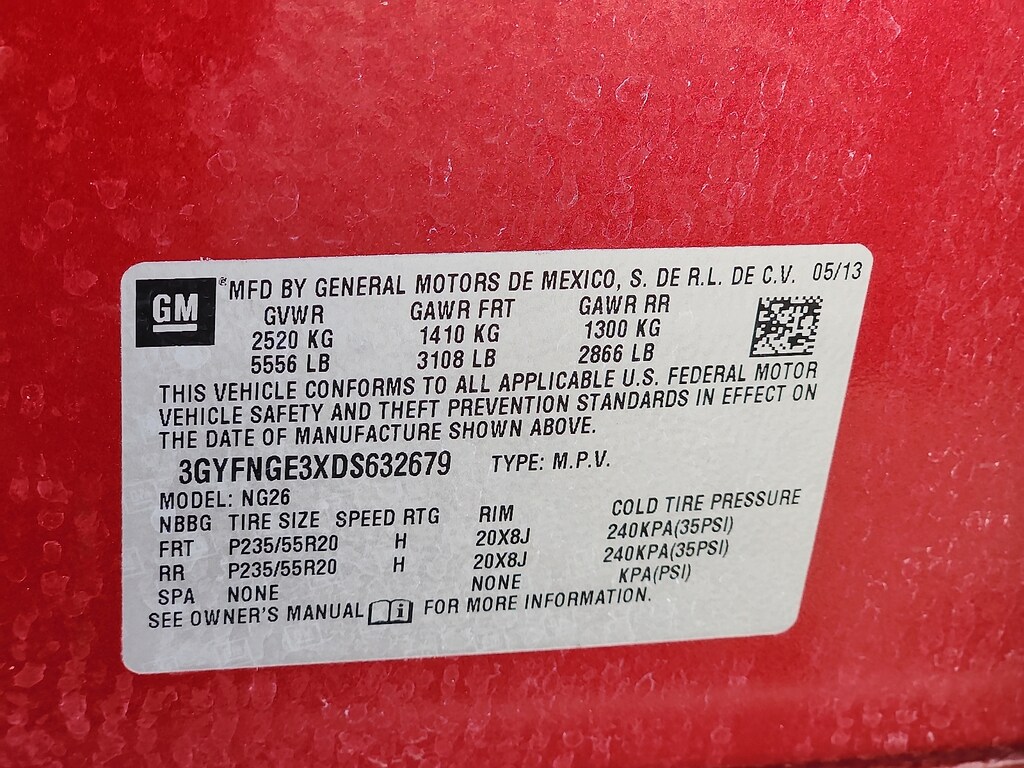 GM ® MFD BY GENERAL MOTORS DE MEXICO, S. DE R.L. DE C.V. 05/13
GVWR GAWR FRT GAWR RR
2520 KG 1410 KG 1300 KG
5556 LB 3108 LB 2866 LB
THIS VEHICLE CONFORMS TO ALL APPLICABLE U.S. FEDERAL MOTOR
VEHICLE SAFETY AND THEFT PREVENTION STANDARDS IN EFFECT ON
THE DATE OF MANUFACTURE SHOWN ABOVE.
3GYFNGE3XDS632679 TYPE: M.P.V.
MODEL: NG26
NBBG TIRE SIZE SPEED RTG RIM COLD TIRE PRESSURE
FRT P235/55R20 H 20X8J 240KPA(35PSI)
RR P235/55R20 H 20X8J 240KPA(35PSI)
SPA NONE NONE KPA(PSI)
SEE OWNER'S MANUAL i FOR MORE INFORMATION.